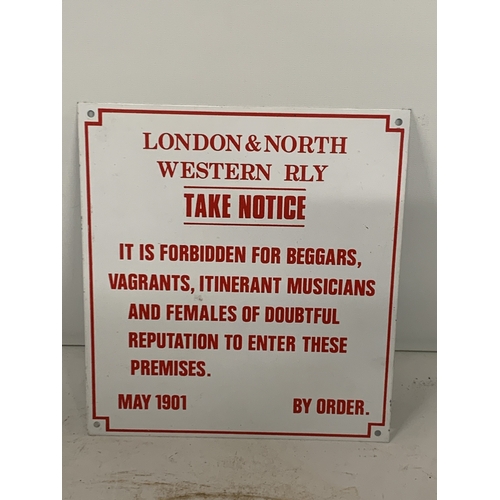 LONDON & NORTH
WESTERN RLY
TAKE NOTICE
IT IS FORBIDDEN FOR BEGGARS,
VAGRANTS, ITINERANT MUSICIANS
AND FEMALES OF DOUBTFUL
REPUTATION TO ENTER THESE
PREMISES.
MAY 1901 BY ORDER.